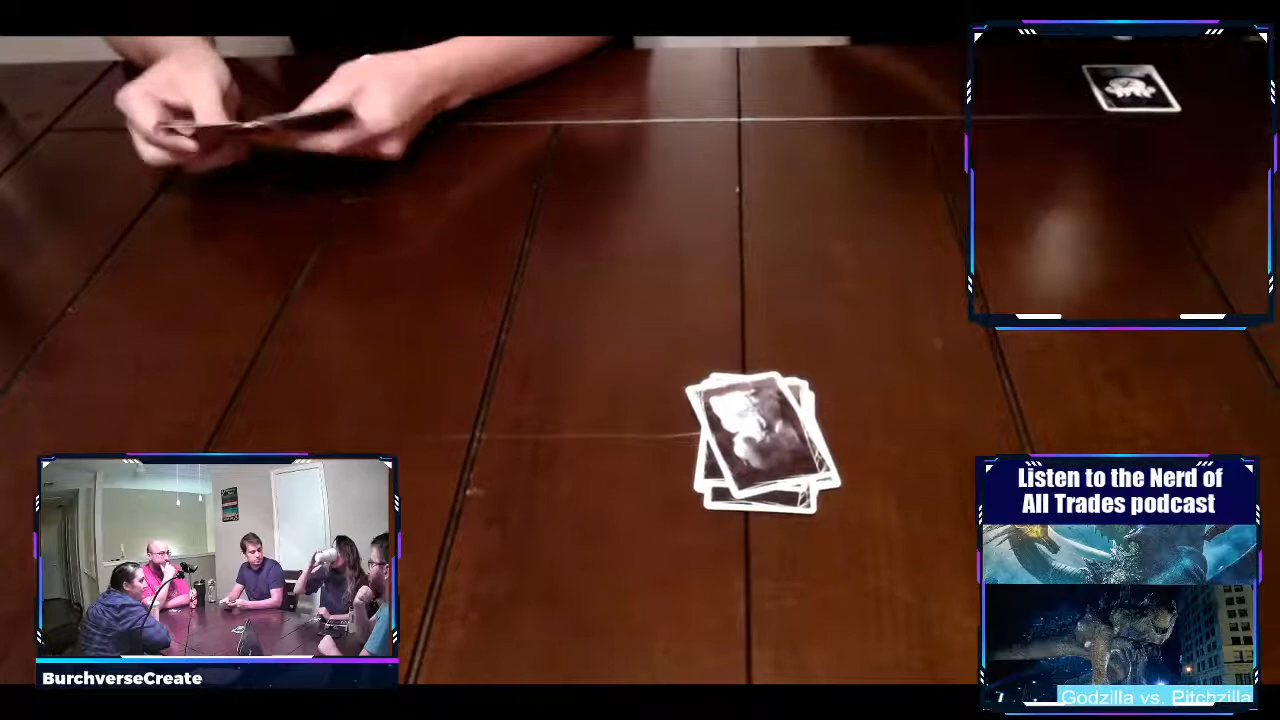 Listen to the Nerd of
All Trades podcast
Godzilla vs. Pitchzilla
BurchverseCreate